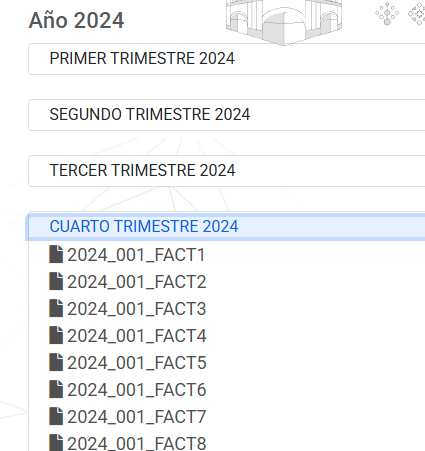 Año 2024
PRIMER TRIMESTRE 2024
SEGUNDO TRIMESTRE 2024
TERCER TRIMESTRE 2024
CUARTO TRIMESTRE 2024
2024_001_FACT1
2024_001_FACT2
2024_001_FACT3
2024_001_FACT4
2024_001_FACT5
2024_001_FACT6
2024_001_FACT7
2024_001_FACT8